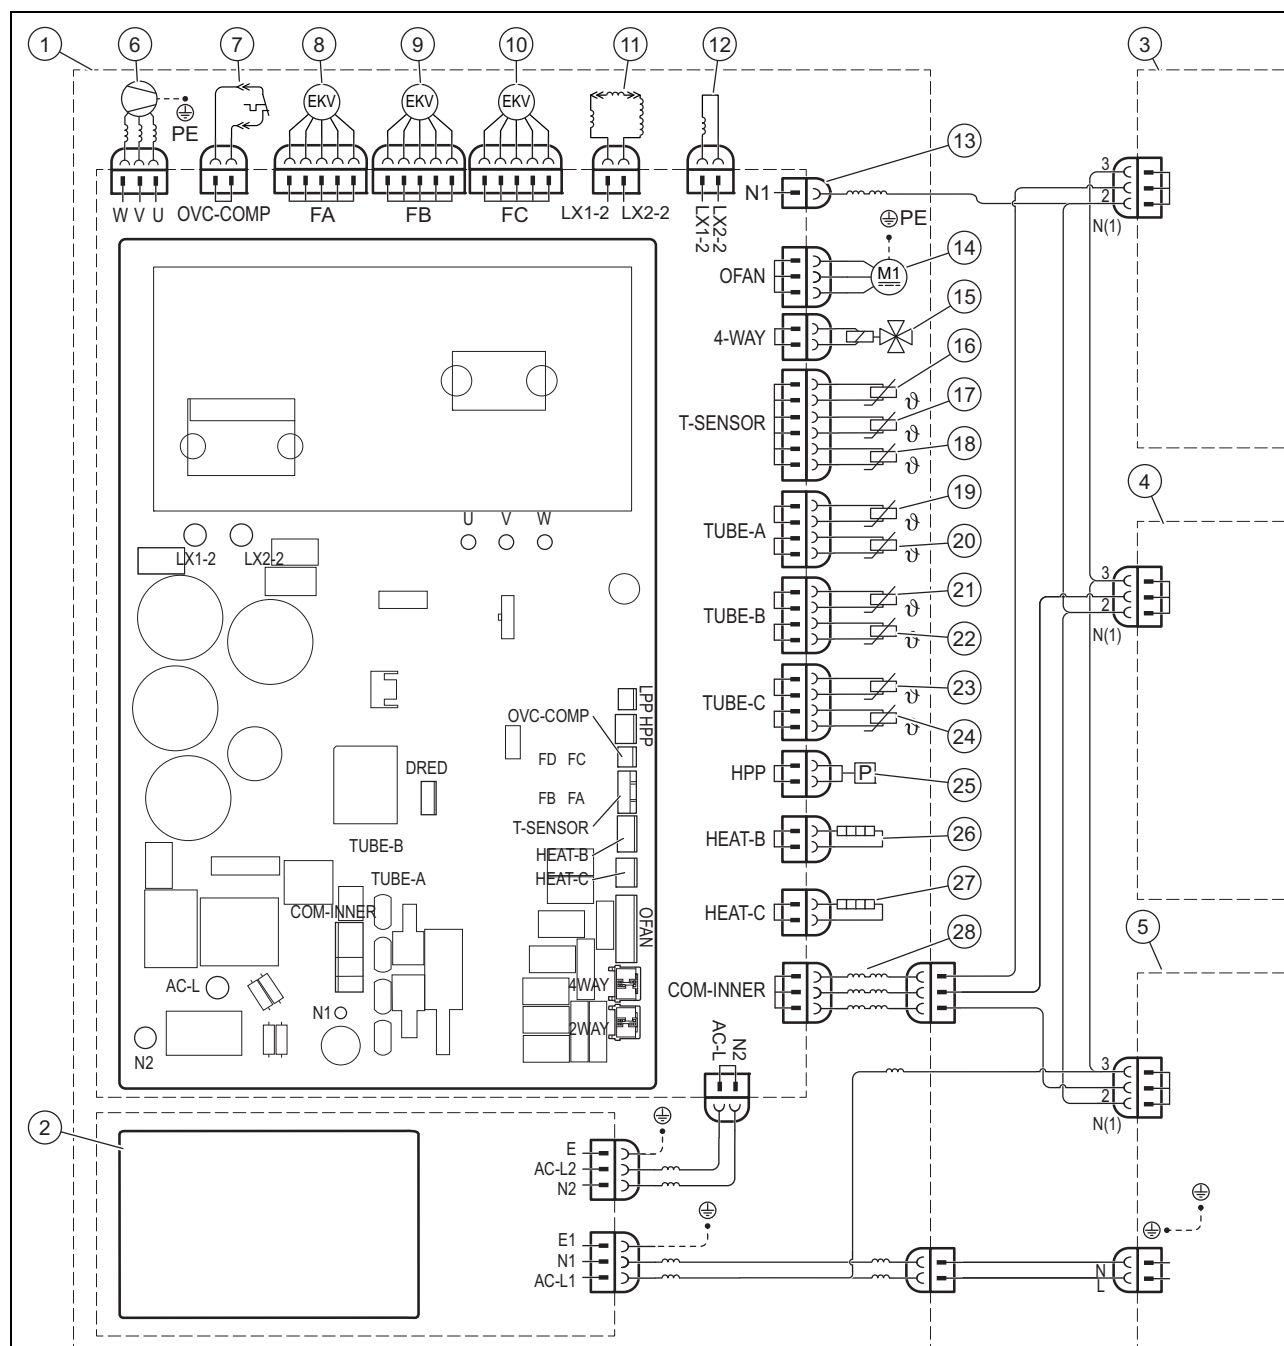 1
6
7
8
9
10
11
12
3
EKV
EKV
EKV
PE
W V U
OVC-COMP
FA
FB
FC
LX1-2
LX2-2
LX1-2
LX2-2
N1
13
3
2
N(1)
PE
OFAN
M1
14
4-WAY
15
T-SENSOR
16
ϑ
17
ϑ
18
ϑ
4
TUBE-A
19
ϑ
20
ϑ
U
V
W
LX1-2
LX2-2
TUBE-B
21
ϑ
22
ϑ
3
2
N(1)
TUBE-C
23
ϑ
24
ϑ
LPP HPP
OVC-COMP
FD FC
DRED
FB FA
HPP
P
25
T-SENSOR
TUBE-B
HEAT-B
HEAT-C
TUBE-A
COM-INNER
OFAN
HEAT-B
26
HEAT-C
27
28
5
AC-L
N1
N2
4WAY
2WAY
COM-INNER
AC-L
N2
3
2
N(1)
2
E
AC-L2
N2
E1
N1
AC-L1
N
L